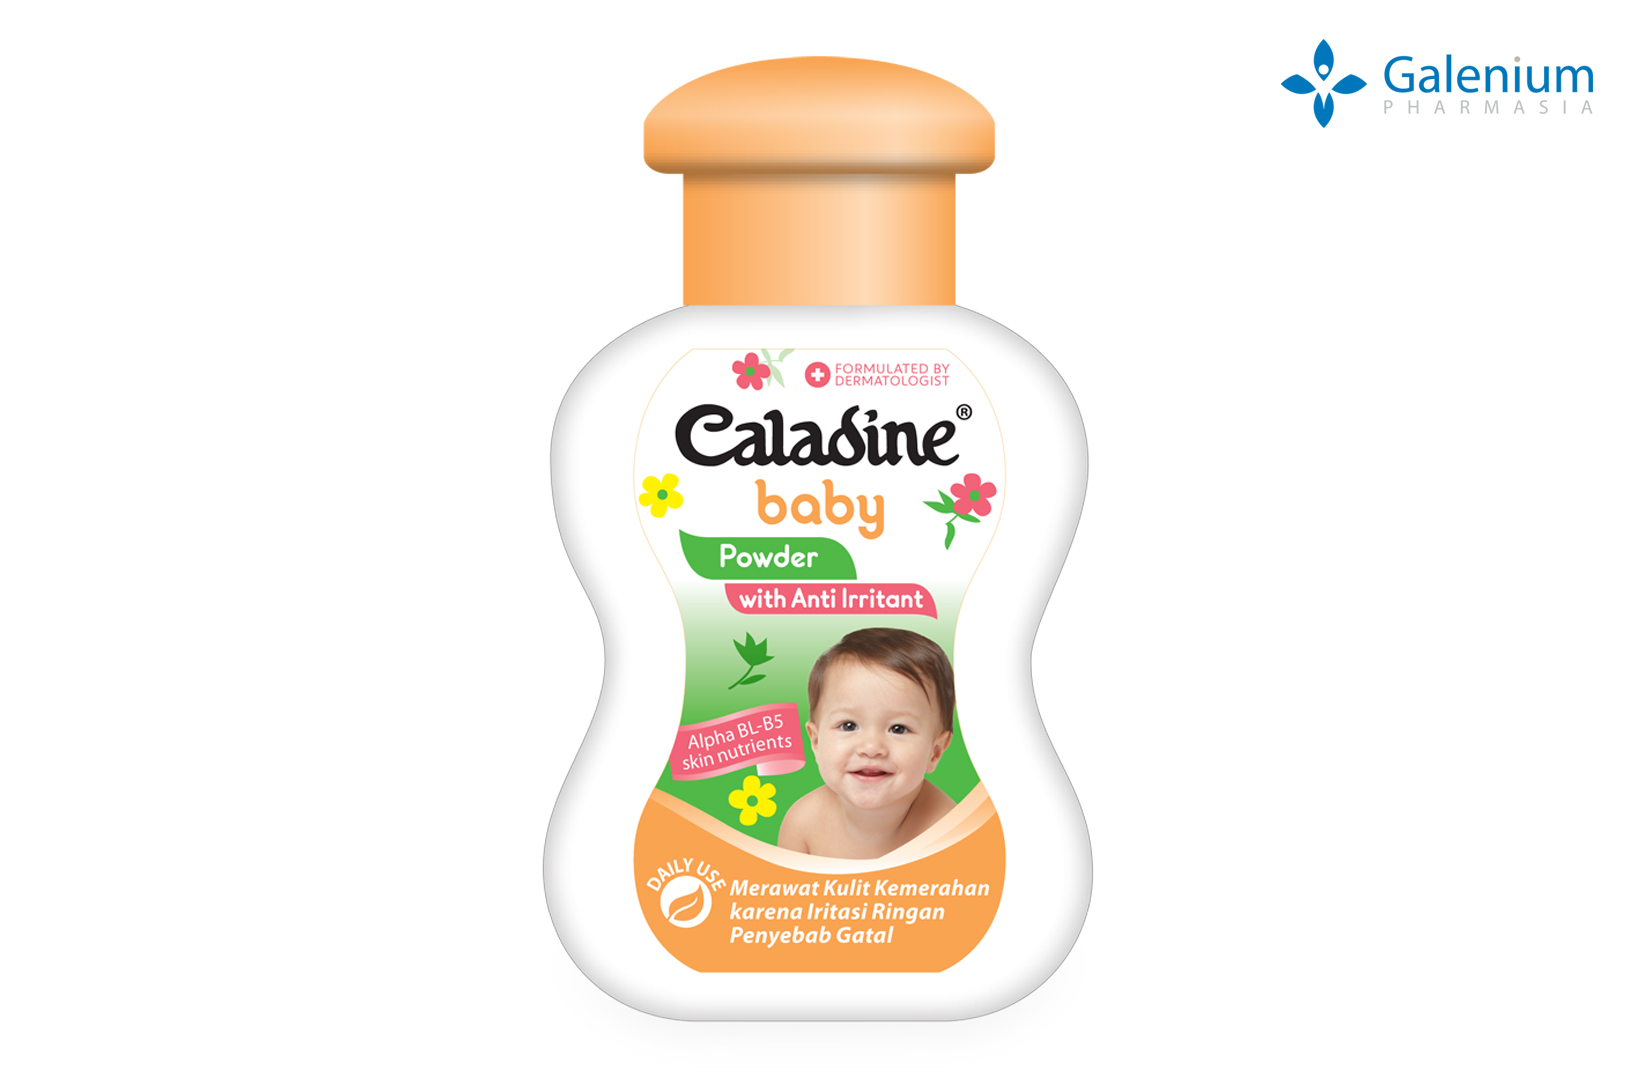 Galenium
PHARMASIA
FORMULATED BY
DERMATOLOGIST
Caladine®
baby
Powder
with Anti Irritant
Alpha BL-B5
skin nutrients
DAILY USE
Merawat Kulit Kemerahan
karena Iritasi Ringan
Penyebab Gatal